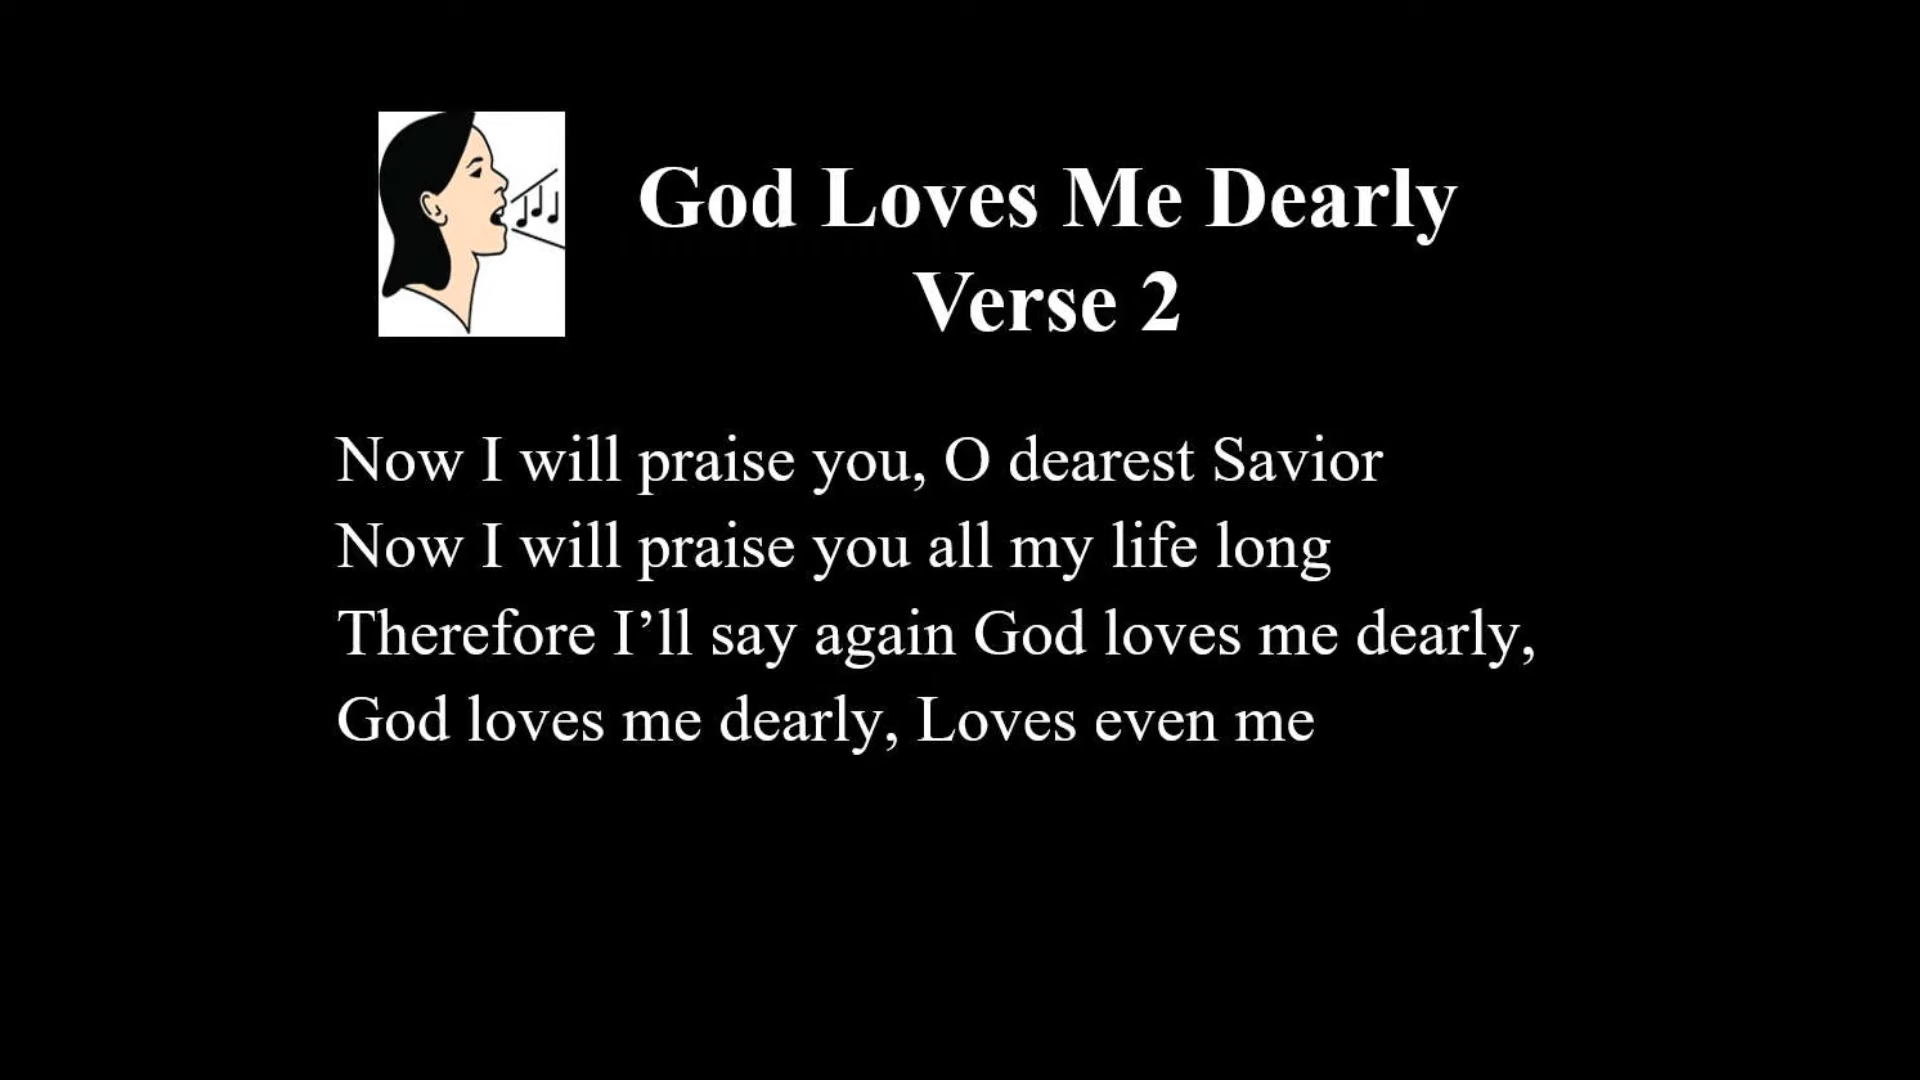 God Loves Me Dearly
Verse 2
Now I will praise you, O dearest Savior
Now I will praise you all my life long
Therefore I’ll say again God loves me dearly,
God loves me dearly, Loves even me